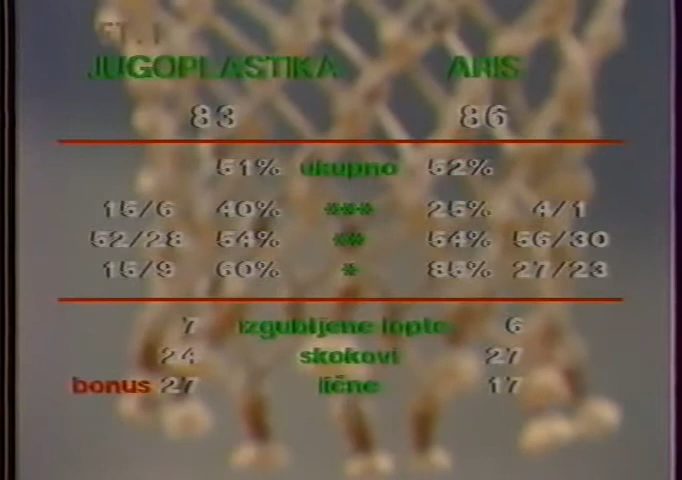 JUGOPLASTIKA ARIS
83 86
51% ukupno 52%
15/6 40% *** 25% 4/1
52/28 54% ** 54% 56/30
15/9 60% * 85% 27/23
7 izgubljene lopte 6
24 skokovi 27
bonus 27 lične 17